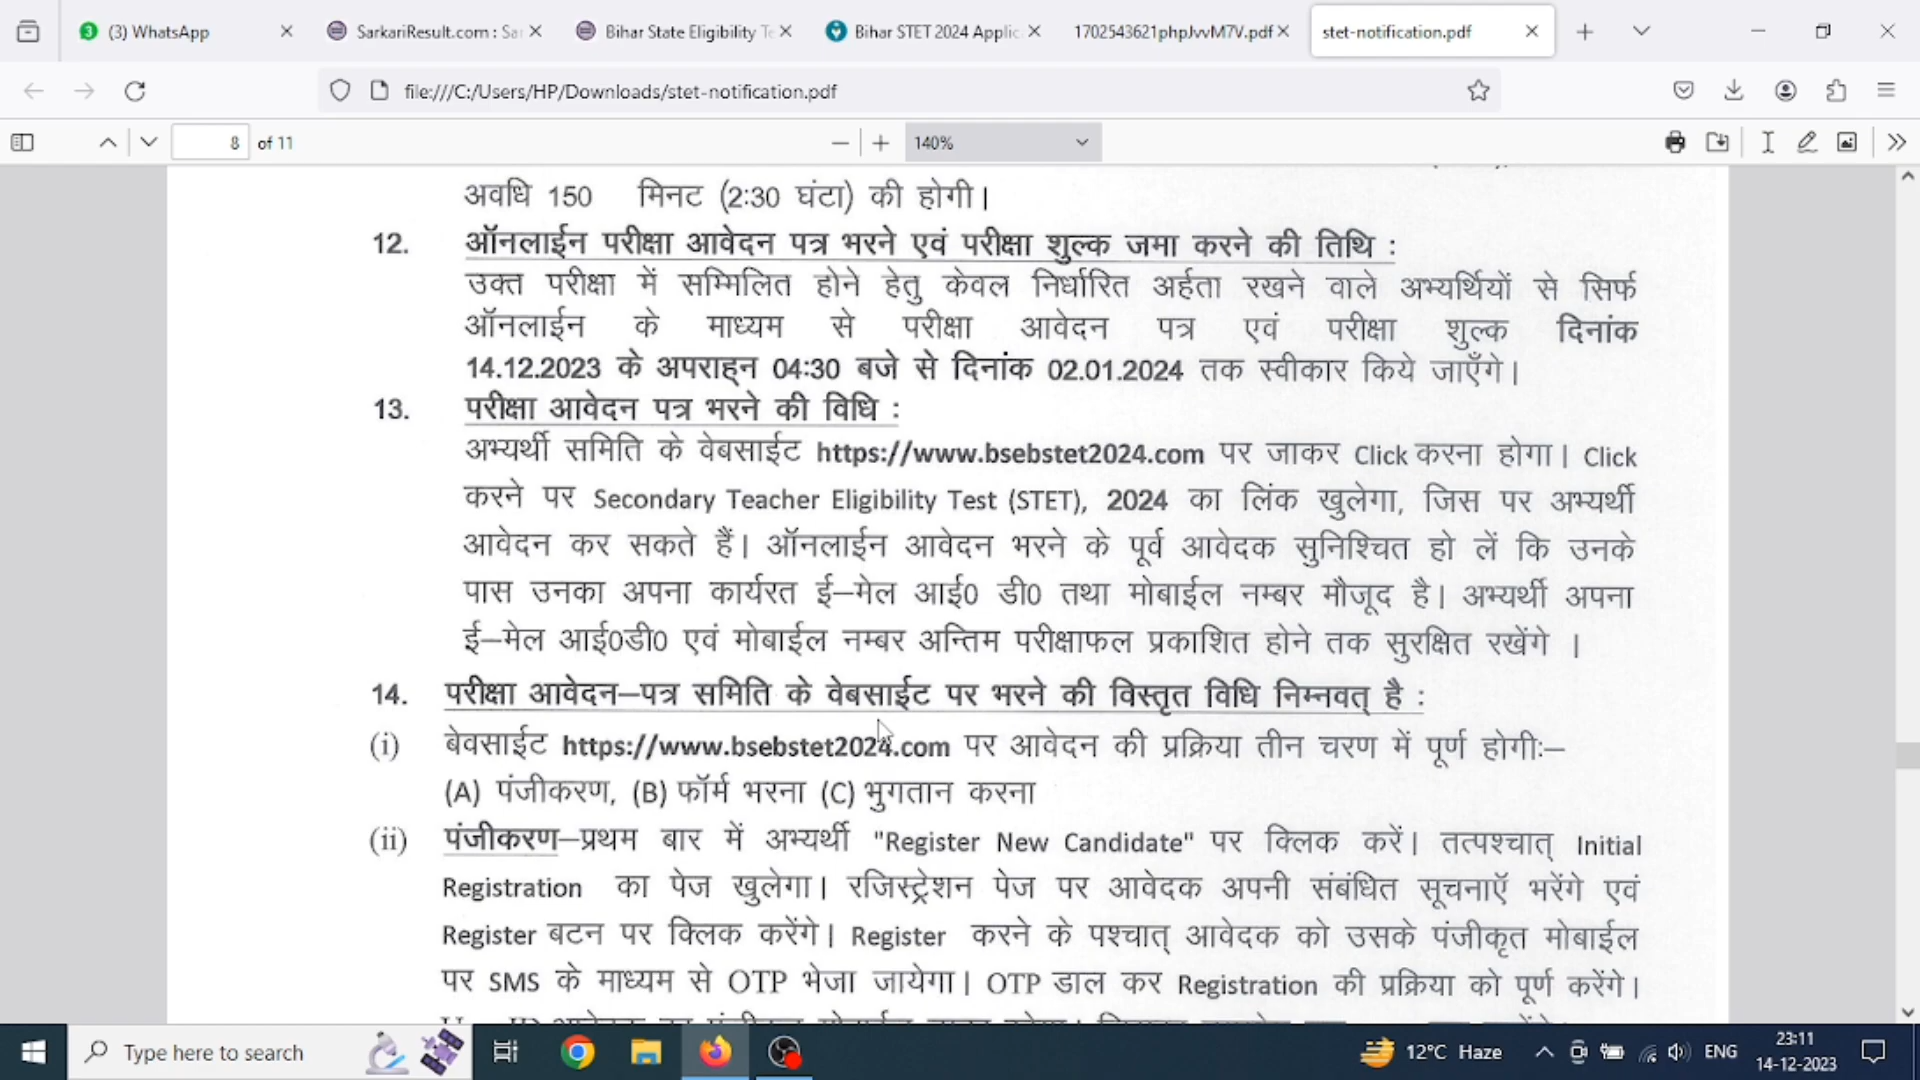 (3) WhatsApp
SarkariResult.com : Sar
Bihar State Eligibility Te
Bihar STET 2024 Applic
1702543621phpJvvM7V.pdf
stet-notification.pdf
file:///C:/Users/HP/Downloads/stet-notification.pdf
8 of 11
140%
अवधि 150 मिनट (2:30 घंटा) की होगी।
12. ऑनलाईन परीक्षा आवेदन पत्र भरने एवं परीक्षा शुल्क जमा करने की तिथि :
उक्त परीक्षा में सम्मिलित होने हेतु केवल निर्धारित अर्हता रखने वाले अभ्यर्थियों से सिर्फ
ऑनलाईन के माध्यम से परीक्षा आवेदन पत्र एवं परीक्षा शुल्क दिनांक
14.12.2023 के अपराह्न 04:30 बजे से दिनांक 02.01.2024 तक स्वीकार किये जाएँगे।
13. परीक्षा आवेदन पत्र भरने की विधि :
अभ्यर्थी समिति के वेबसाईट https://www.bsebstet2024.com पर जाकर Click करना होगा। Click
करने पर Secondary Teacher Eligibility Test (STET), 2024 का लिंक खुलेगा, जिस पर अभ्यर्थी
आवेदन कर सकते हैं। ऑनलाईन आवेदन भरने के पूर्व आवेदक सुनिश्चित हो लें कि उनके
पास उनका अपना कार्यरत ई–मेल आई0 डी0 तथा मोबाईल नम्बर मौजूद है। अभ्यर्थी अपना
ई–मेल आई0डी0 एवं मोबाईल नम्बर अन्तिम परीक्षाफल प्रकाशित होने तक सुरक्षित रखेंगे ।
14. परीक्षा आवेदन–पत्र समिति के वेबसाईट पर भरने की विस्तृत विधि निम्नवत् है :
(i) बेवसाईट https://www.bsebstet2024.com पर आवेदन की प्रक्रिया तीन चरण में पूर्ण होगी:–
(A) पंजीकरण, (B) फॉर्म भरना (C) भुगतान करना
(ii) पंजीकरण–प्रथम बार में अभ्यर्थी "Register New Candidate" पर क्लिक करें। तत्पश्चात् Initial
Registration का पेज खुलेगा। रजिस्ट्रेशन पेज पर आवेदक अपनी संबंधित सूचनाएँ भरेंगे एवं
Register बटन पर क्लिक करेंगे। Register करने के पश्चात् आवेदक को उसके पंजीकृत मोबाईल
पर SMS के माध्यम से OTP भेजा जायेगा। OTP डाल कर Registration की प्रक्रिया को पूर्ण करेंगे।
Type here to search
12°C Haze
ENG
23:11
14-12-2023